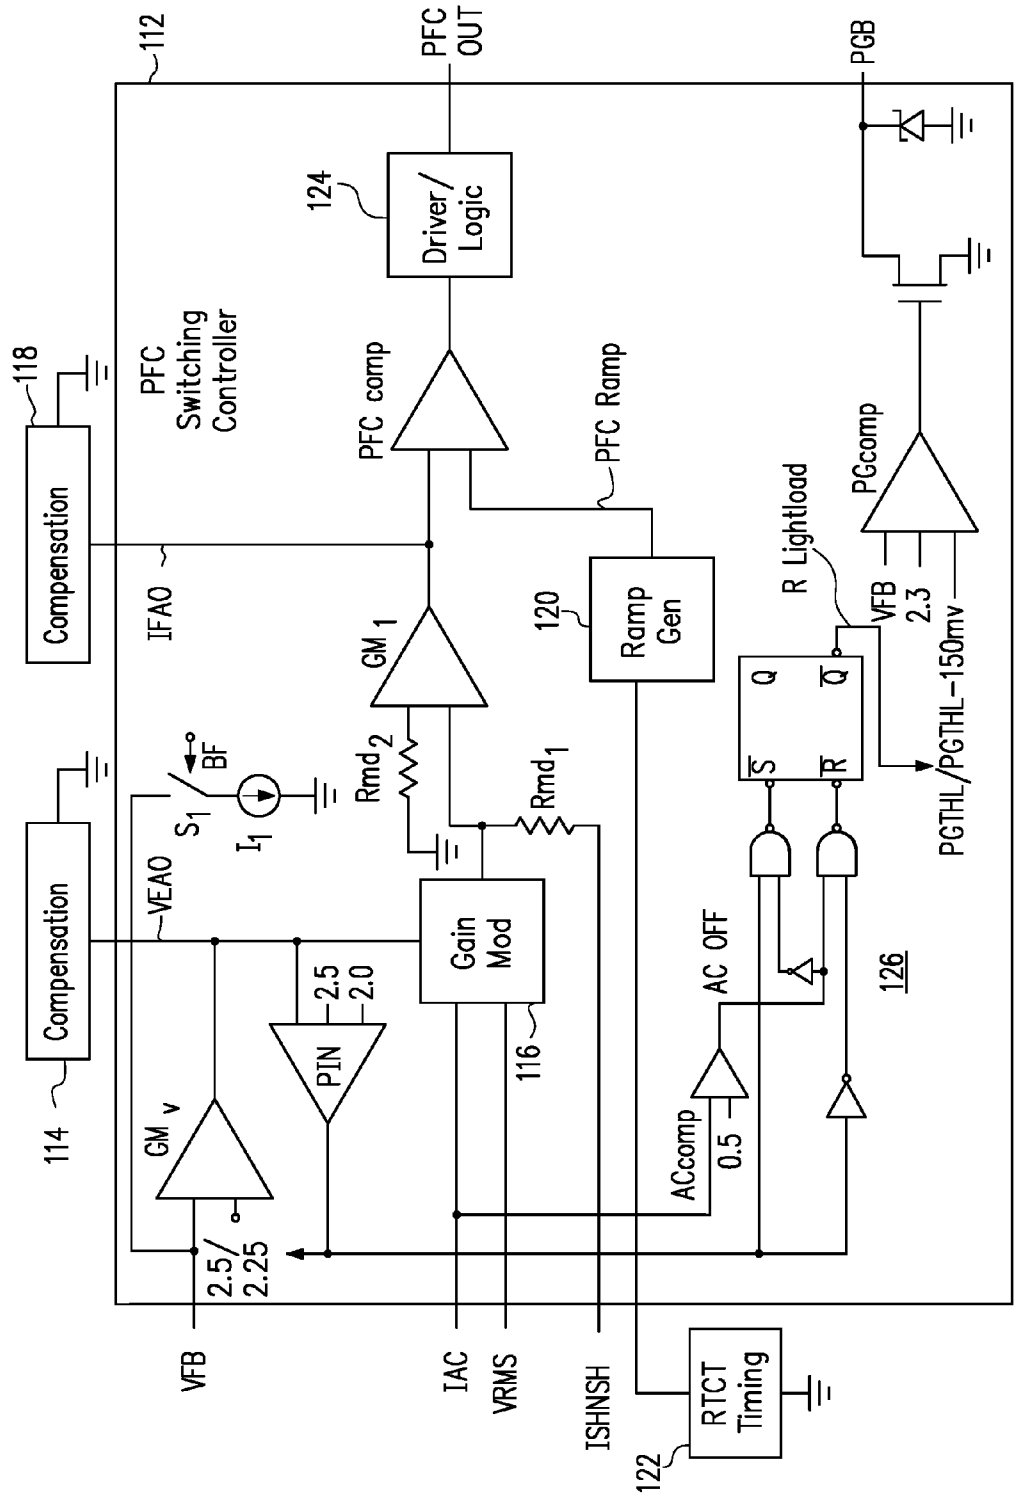 118
Compensation
IFAO
114
Compensation
VEAO
PFC
Switching
Controller
112
S1
BF
I1
GM v
VFB
2.5/
2.25
PIN
2.5
2.0
Gain
Mod
116
Rmd2
Rmd1
GM1
PFC comp
124
Driver/
Logic
PFC
OUT
IAC
VRMS
ISHNSH
PFC Ramp
120
Ramp
Gen
RTCT
Timing
122
ACcomp
0.5
AC OFF
126
S
R
Q
Q
R Lightload
PGTHL/PGTHL-150mv
VFB
2.3
PGcomp
PGB